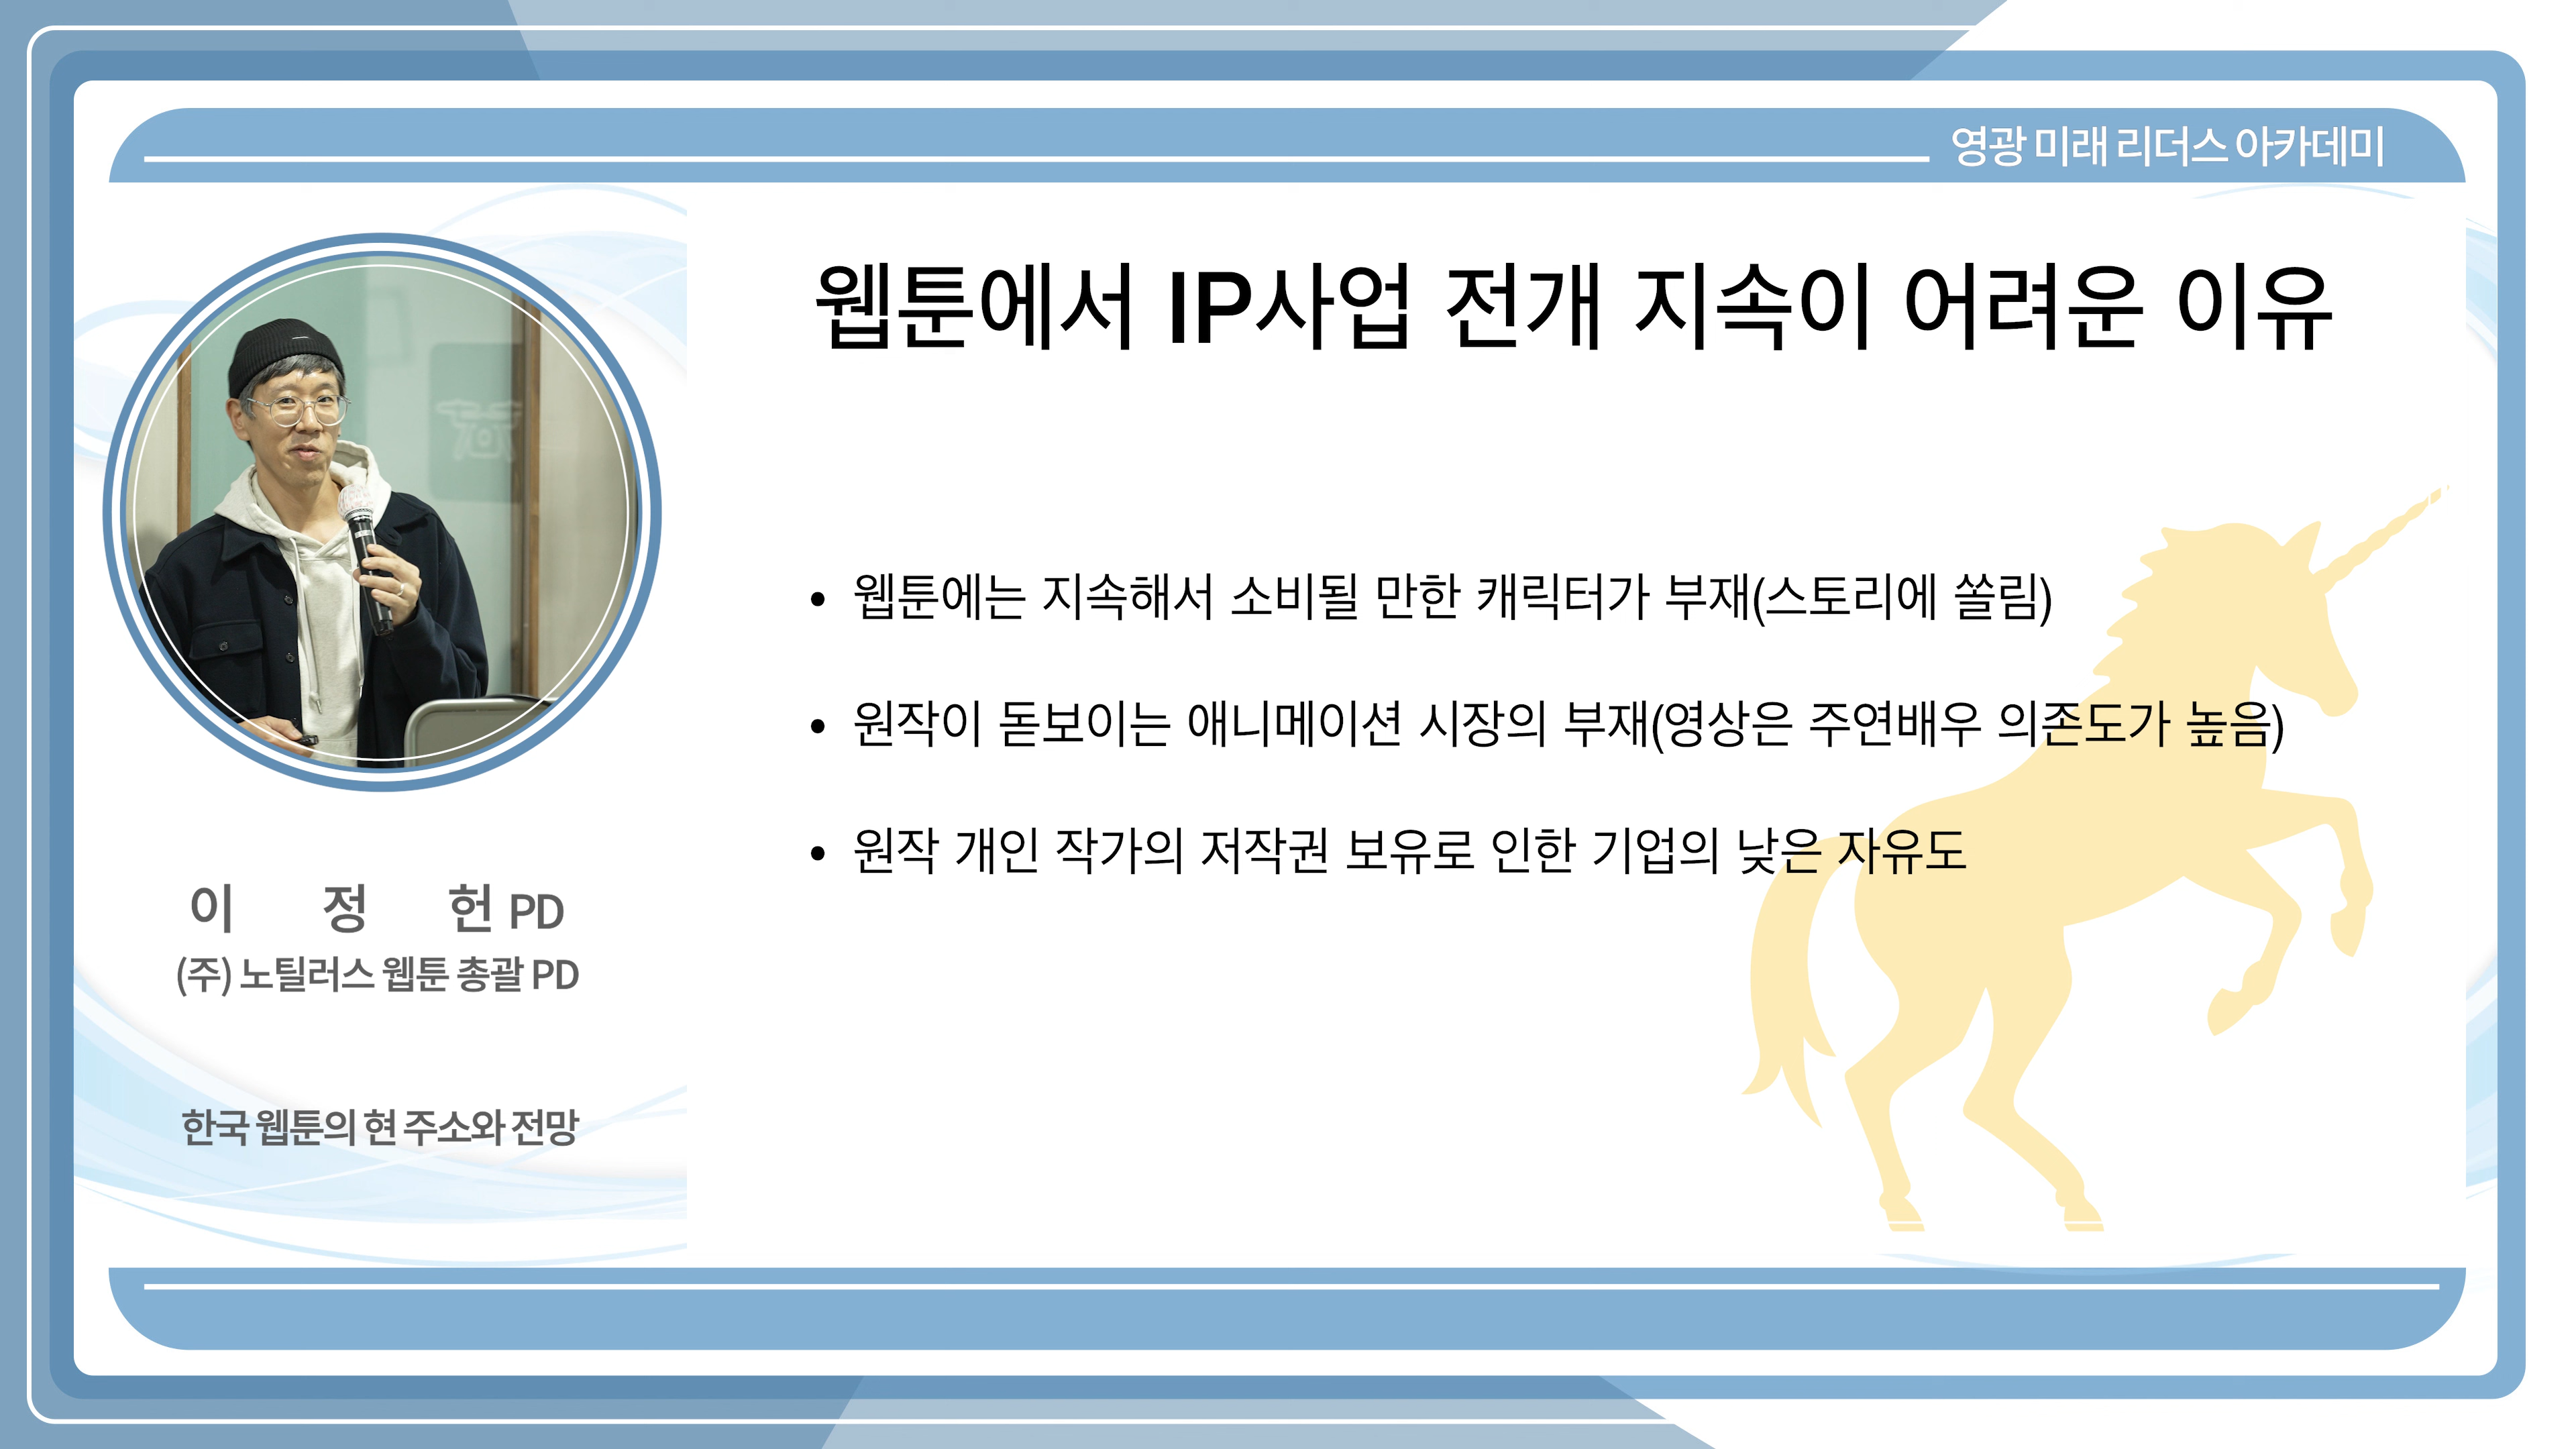 영광 미래 리더스 아카데미
웹툰에서 IP사업 전개 지속이 어려운 이유
• 웹툰에는 지속해서 소비될 만한 캐릭터가 부재(스토리에 쏠림)
• 원작이 돋보이는 애니메이션 시장의 부재(영상은 주연배우 의존도가 높음)
• 원작 개인 작가의 저작권 보유로 인한 기업의 낮은 자유도
이 정 헌 PD
(주) 노틸러스 웹툰 총괄 PD
한국 웹툰의 현 주소와 전망